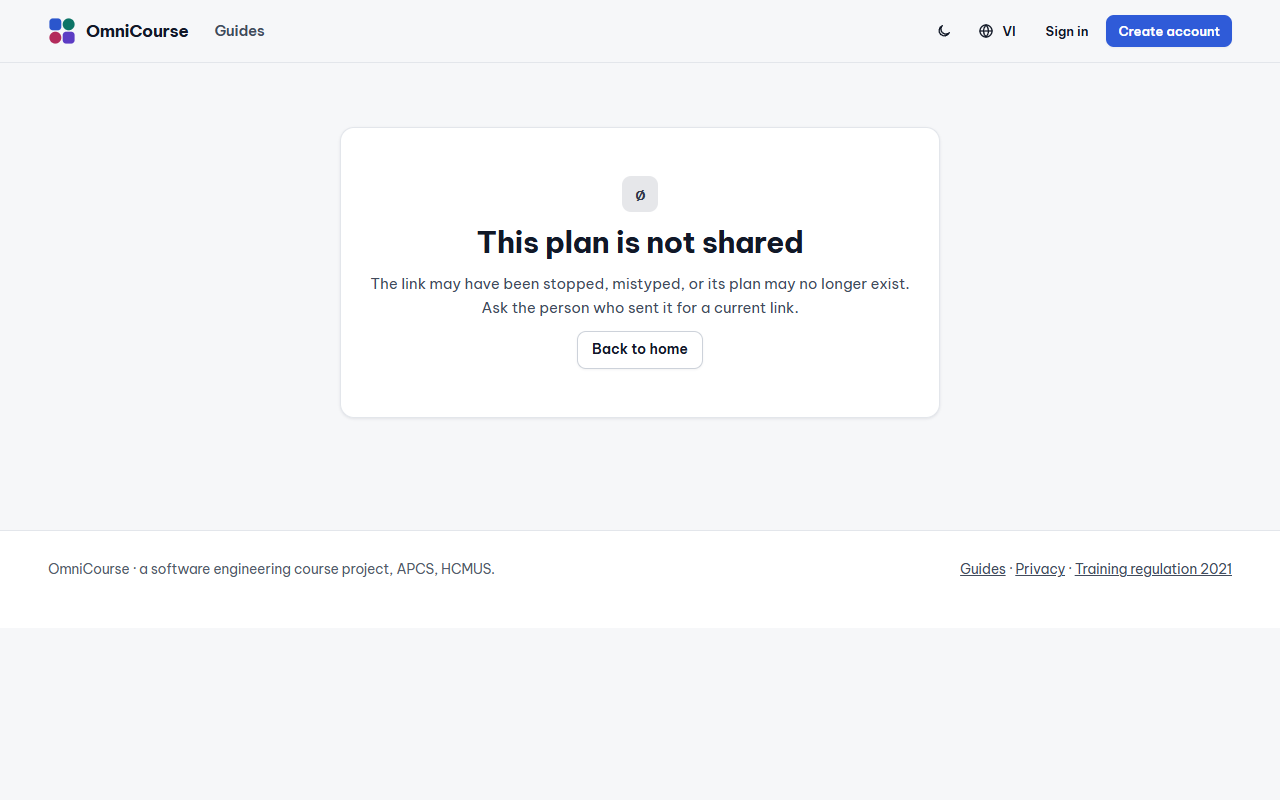 OmniCourse
Guides
VI
Sign in
Create account
Ø
This plan is not shared
The link may have been stopped, mistyped, or its plan may no longer exist.
Ask the person who sent it for a current link.
Back to home
OmniCourse · a software engineering course project, APCS, HCMUS.
Guides · Privacy · Training regulation 2021